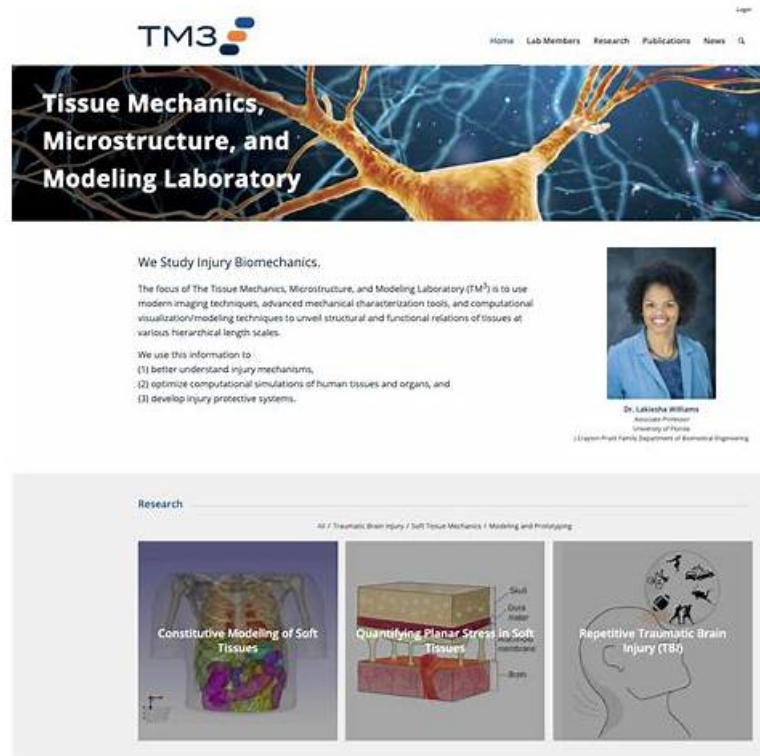 Login
TM3
Home Lab Members Research Publications News
Tissue Mechanics,
Microstructure, and
Modeling Laboratory
We Study Injury Biomechanics.
The focus of The Tissue Mechanics, Microstructure, and Modeling Laboratory (TM³) is to use
modern imaging techniques, advanced mechanical characterization tools, and computational
visualization/modeling techniques to unveil structural and functional relations of tissues at
various hierarchical length scales.
We use this information to
(1) better understand injury mechanisms,
(2) optimize computational simulations of human tissues and organs, and
(3) develop injury protective systems.
Dr. Lakiesha Williams
Associate Professor
University of Florida
J.Crayton Pruitt Family Department of Biomedical Engineering
Research
All / Traumatic Brain Injury / Soft Tissue Mechanics / Modeling and Prototyping
Constitutive Modeling of Soft
Tissues
Skull
Dura
mater
Quantifying Planar Stress in Soft
Tissues
membrane
Brain
Repetitive Traumatic Brain
Injury (TBI)